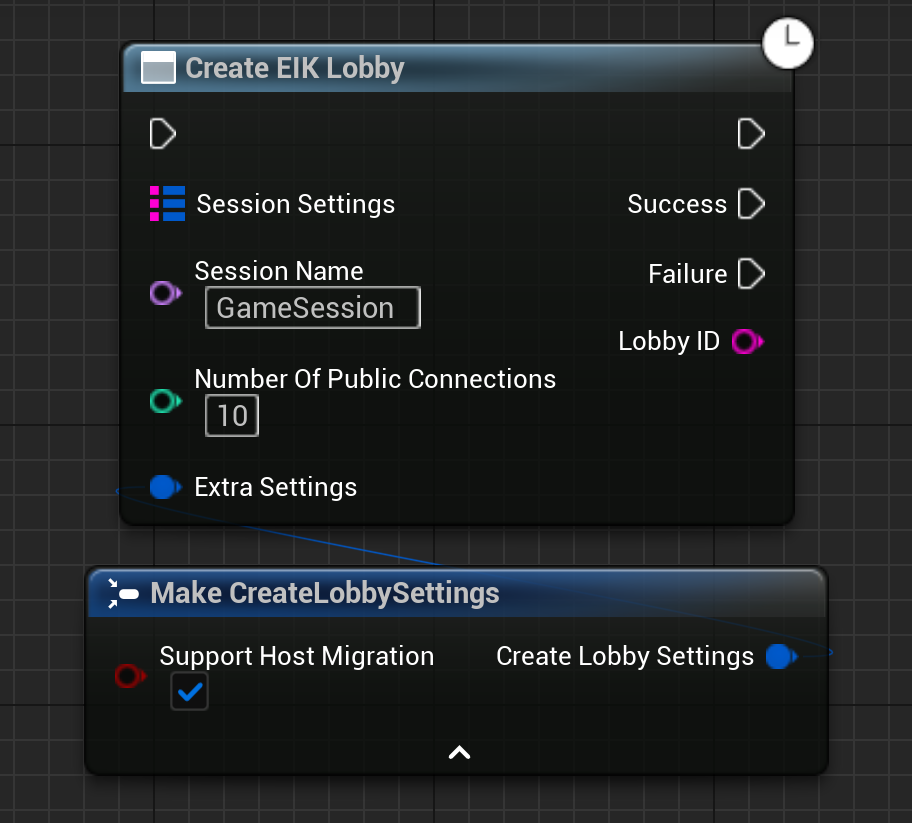 Create EIK Lobby
Session Settings
Success
Session Name
GameSession
Failure
Lobby ID
Number Of Public Connections
10
Extra Settings
Make CreateLobbySettings
Support Host Migration
Create Lobby Settings